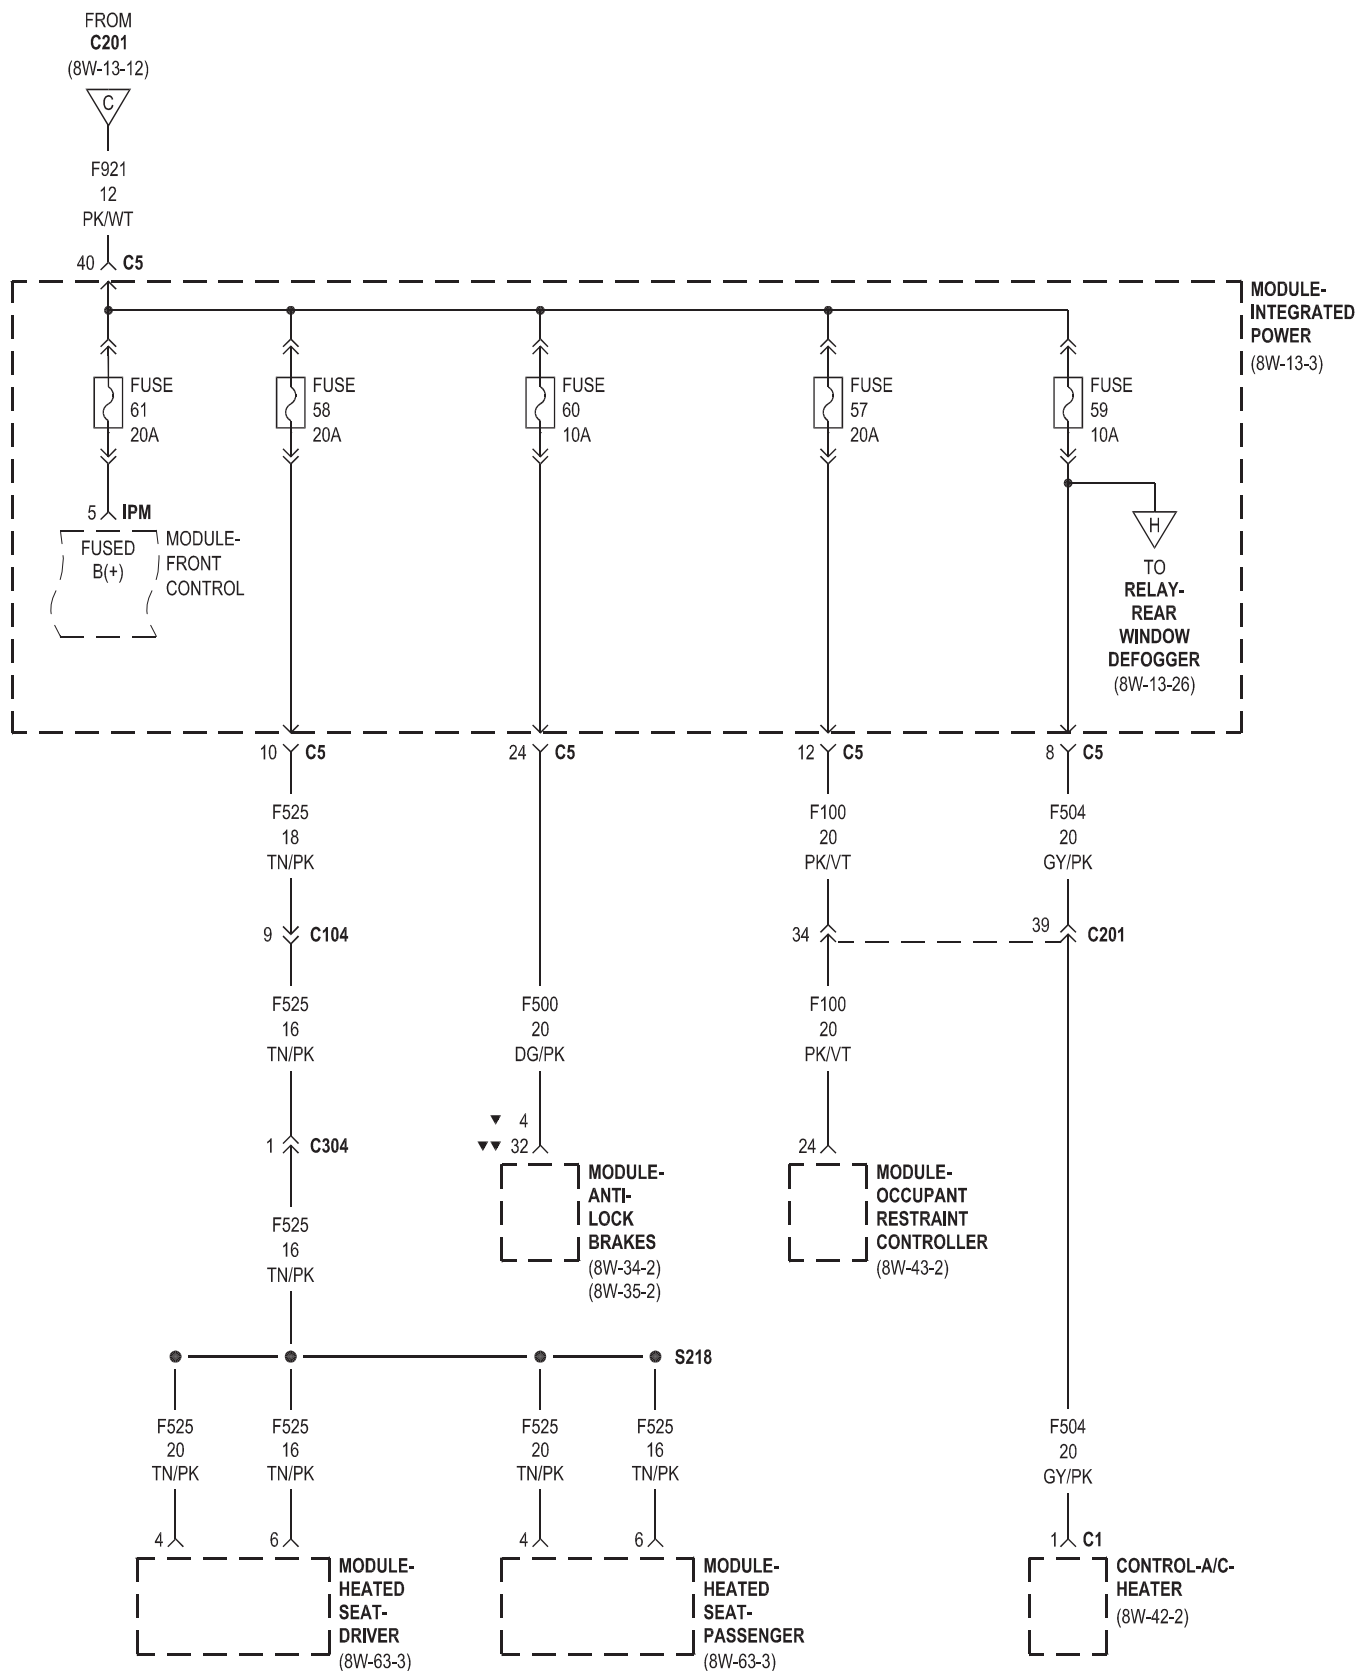 FROM
C201
(8W-13-12)
C
F921
12
PK/WT
40 C5
MODULE-
INTEGRATED
POWER
(8W-13-3)
FUSE
61
20A
FUSE
58
20A
FUSE
60
10A
FUSE
57
20A
FUSE
59
10A
5 IPM
FUSED
B(+)
MODULE-
FRONT
CONTROL
H
TO
RELAY-
REAR
WINDOW
DEFOGGER
(8W-13-26)
10 C5
24 C5
12 C5
8 C5
F525
18
TN/PK
F100
20
PK/VT
F504
20
GY/PK
9 C104
34
39 C201
F525
16
TN/PK
F500
20
DG/PK
F100
20
PK/VT
1 C304
▼ 4
▼▼ 32
24
MODULE-
ANTI-
LOCK
BRAKES
(8W-34-2)
(8W-35-2)
MODULE-
OCCUPANT
RESTRAINT
CONTROLLER
(8W-43-2)
F525
16
TN/PK
S218
F525
20
TN/PK
F525
16
TN/PK
F525
20
TN/PK
F525
16
TN/PK
F504
20
GY/PK
4
6
4
6
1 C1
MODULE-
HEATED
SEAT-
DRIVER
(8W-63-3)
MODULE-
HEATED
SEAT-
PASSENGER
(8W-63-3)
CONTROL-A/C-
HEATER
(8W-42-2)